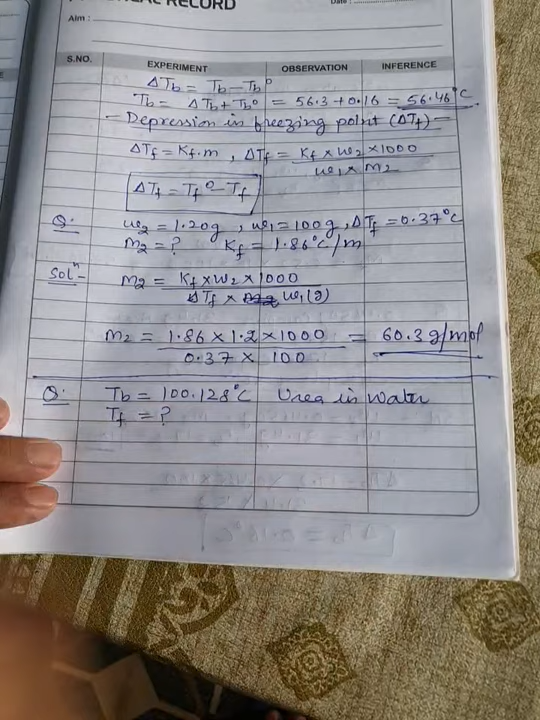 RECORD
Date :
Aim :
S.NO. EXPERIMENT OBSERVATION INFERENCE
ΔTb = Tb - Tb°
Tb = ΔTb + Tb° = 56.3 + 0.16 = 56.46°C
- Depression in freezing point (ΔTf) -
ΔTf = Kf . m , ΔTf = Kf × w2 × 1000
w1 × M2
ΔTf = Tf° - Tf
Q: w2 = 1.20g , w1 = 100g , ΔTf = 0.37°C
M2 = ? Kf = 1.86°C/m
Solⁿ- M2 = Kf × w2 × 1000
ΔTf × w1(g)
M2 = 1.86 × 1.2 × 1000 = 60.3 g/mol
0.37 × 100
Q: Tb = 100.128°C Urea in Water
Tf = ?